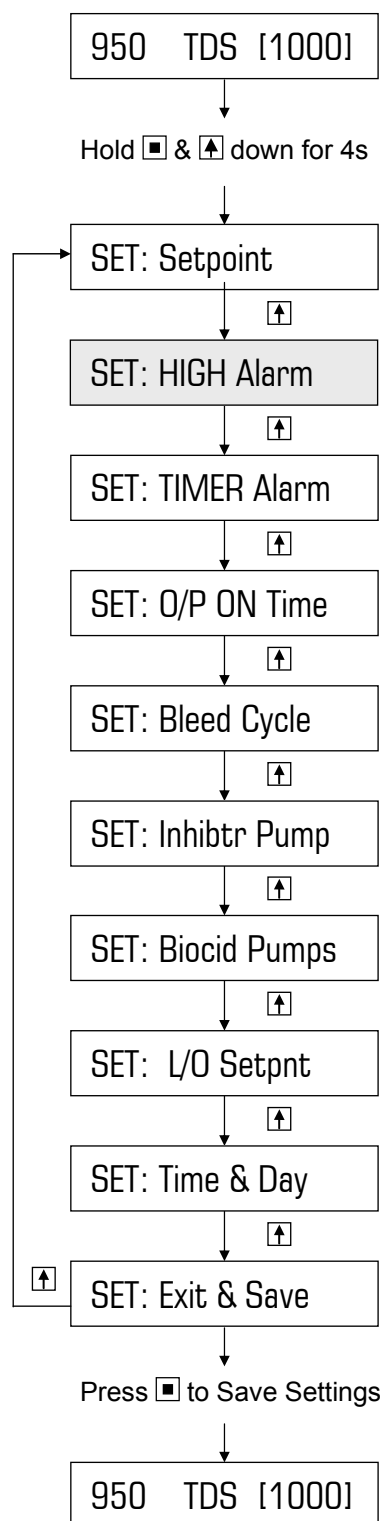 950 TDS [1000]
Hold ■ & ↑ down for 4s
SET: Setpoint
↑
SET: HIGH Alarm
↑
SET: TIMER Alarm
↑
SET: O/P ON Time
↑
SET: Bleed Cycle
↑
SET: Inhibtr Pump
↑
SET: Biocid Pumps
↑
SET: L/O Setpnt
↑
SET: Time & Day
↑
↑
SET: Exit & Save
Press ■ to Save Settings
950 TDS [1000]